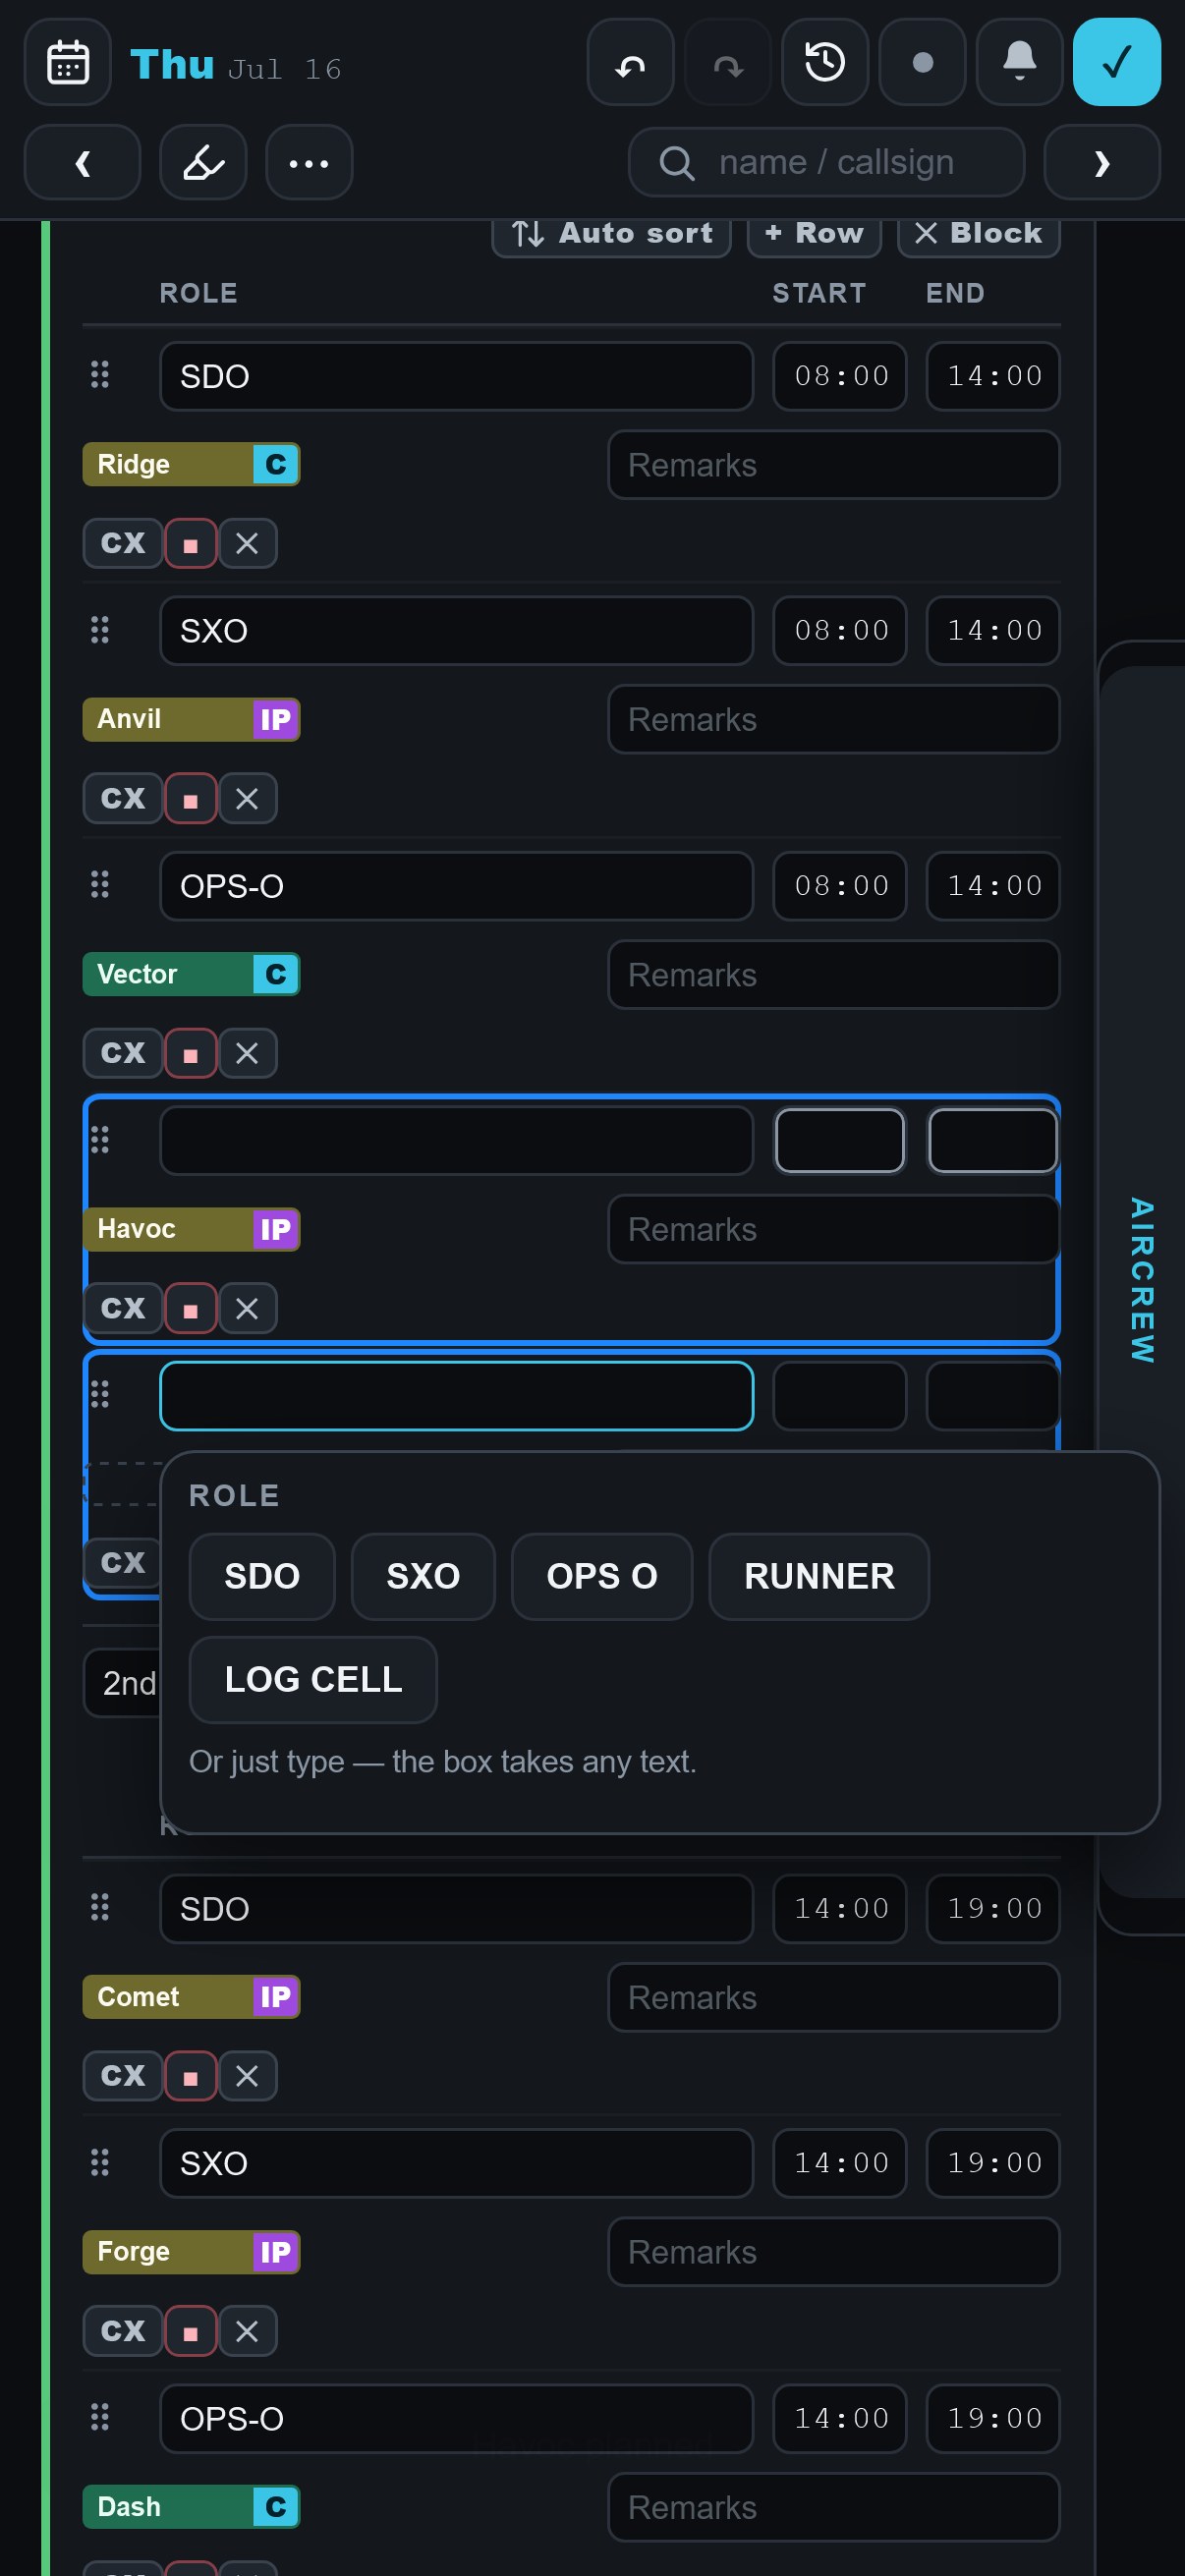 Thu Jul 16
name / callsign
Auto sort + Row × Block
ROLE START END
SDO 08:00 14:00
Ridge C Remarks
CX
SXO 08:00 14:00
Anvil IP Remarks
CX
OPS-O 08:00 14:00
Vector C Remarks
CX
Havoc IP Remarks
CX
AIRCREW
ROLE
CX
SDO SXO OPS O RUNNER
LOG CELL
2nd
Or just type — the box takes any text.
SDO 14:00 19:00
Comet IP Remarks
CX
SXO 14:00 19:00
Forge IP Remarks
CX
OPS-O 14:00 19:00
Havoc planned
Dash C Remarks